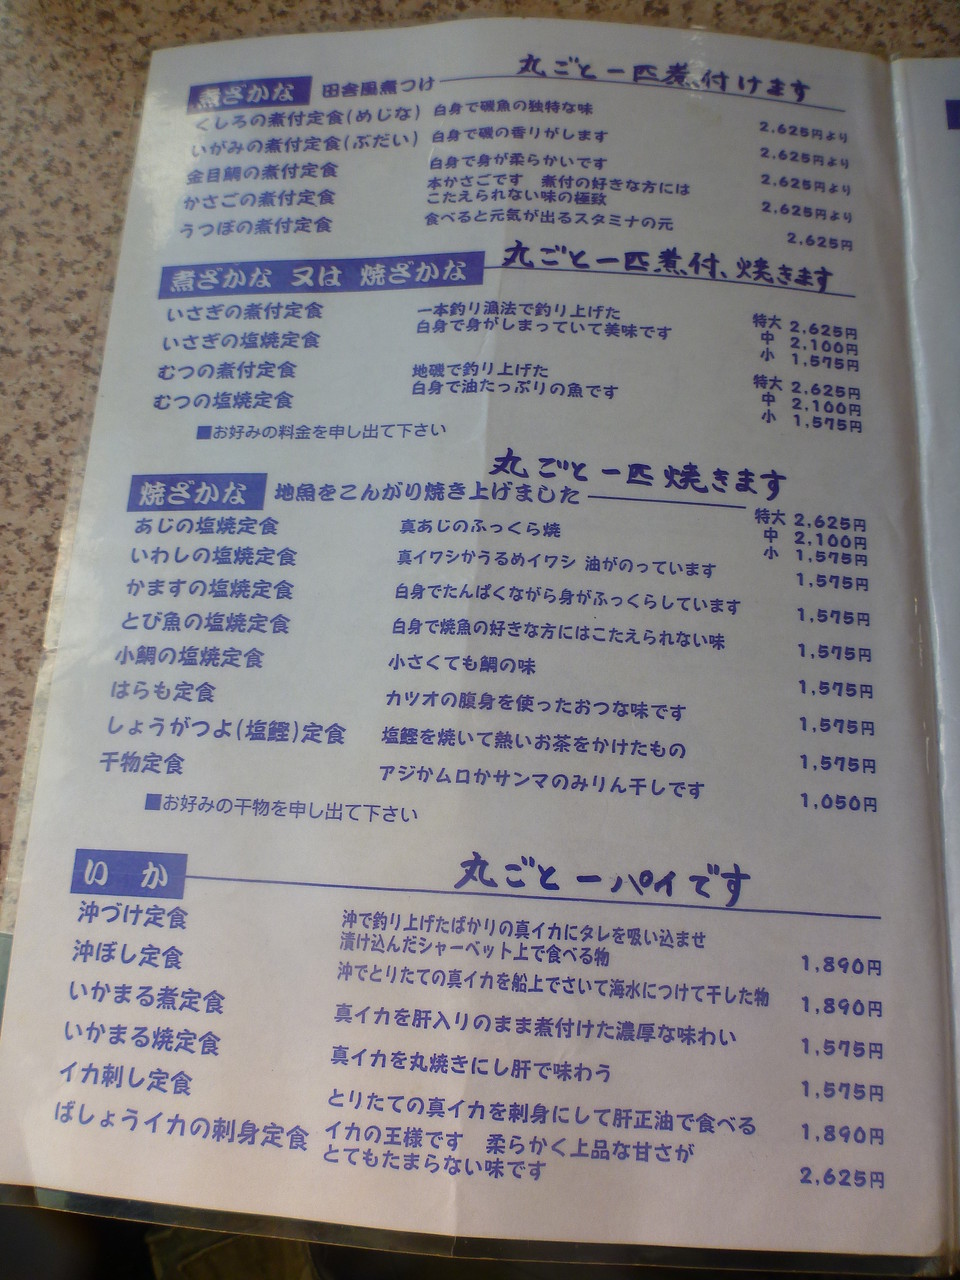 煮ざかな 田舎風煮つけ 丸ごと一匹煮付けます
くしろの煮付定食(めじな) 白身で磯魚の独特な味 2,625円より
いがみの煮付定食(ぶだい) 白身で磯の香りがします 2,625円より
金目鯛の煮付定食 白身で身が柔らかいです 2,625円より
かさごの煮付定食 本かさごです 煮付の好きな方には 2,625円より
こたえられない味の極致
うつぼの煮付定食 食べると元気が出るスタミナの元 2,625円
煮ざかな 又は 焼ざかな 丸ごと一匹煮付、焼きます
いさぎの煮付定食 一本釣り漁法で釣り上げた 特大 2,625円
いさぎの塩焼定食 白身で身がしまっていて美味です 中 2,100円
小 1,575円
むつの煮付定食 地磯で釣り上げた 特大 2,625円
むつの塩焼定食 白身で油たっぷりの魚です 中 2,100円
小 1,575円
■お好みの料金を申し出て下さい
焼ざかな 地魚をこんがり焼き上げました 丸ごと一匹焼きます
あじの塩焼定食 真あじのふっくら焼 特大 2,625円
中 2,100円
小 1,575円
いわしの塩焼定食 真イワシかうるめイワシ 油がのっています 1,575円
かますの塩焼定食 白身でたんぱくながら身がふっくらしています 1,575円
とび魚の塩焼定食 白身で焼魚の好きな方にはこたえられない味 1,575円
小鯛の塩焼定食 小さくても鯛の味 1,575円
はらも定食 カツオの腹身を使ったおつな味です 1,575円
しょうがつよ(塩鰹)定食 塩鰹を焼いて熱いお茶をかけたもの 1,575円
干物定食 アジかムロかサンマのみりん干しです 1,050円
■お好みの干物を申し出て下さい
いか 丸ごと一パイです
沖づけ定食 沖で釣り上げたばかりの真イカにタレを吸い込ませ
漬け込んだシャーベット上で食べる物 1,890円
沖ぼし定食 沖でとりたての真イカを船上でさいて海水につけて干した物 1,890円
いかまる煮定食 真イカを肝入りのまま煮付けた濃厚な味わい 1,575円
いかまる焼定食 真イカを丸焼きにし肝で味わう 1,575円
イカ刺し定食 とりたての真イカを刺身にして肝正油で食べる 1,890円
ばしょうイカの刺身定食 イカの王様です 柔らかく上品な甘さが
とてもたまらない味です 2,625円